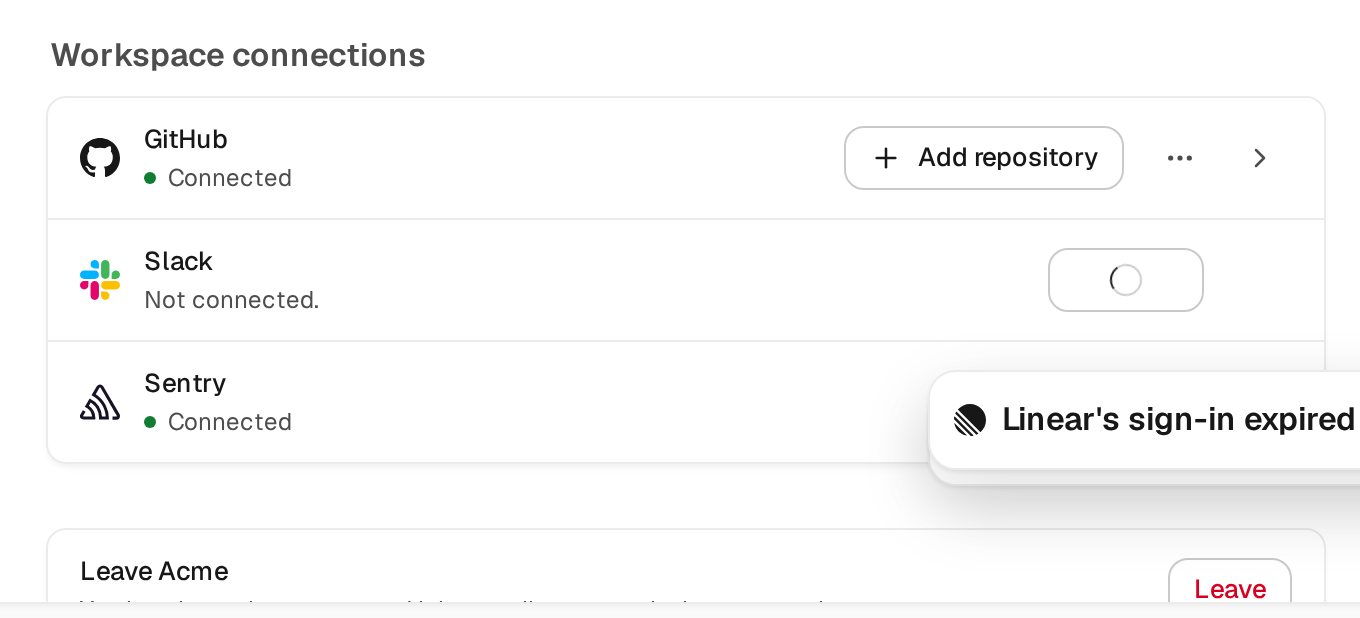 Workspace connections
GitHub
Connected
Add repository
Slack
Not connected.
Sentry
Connected
Linear's sign-in expired
Leave Acme
Leave